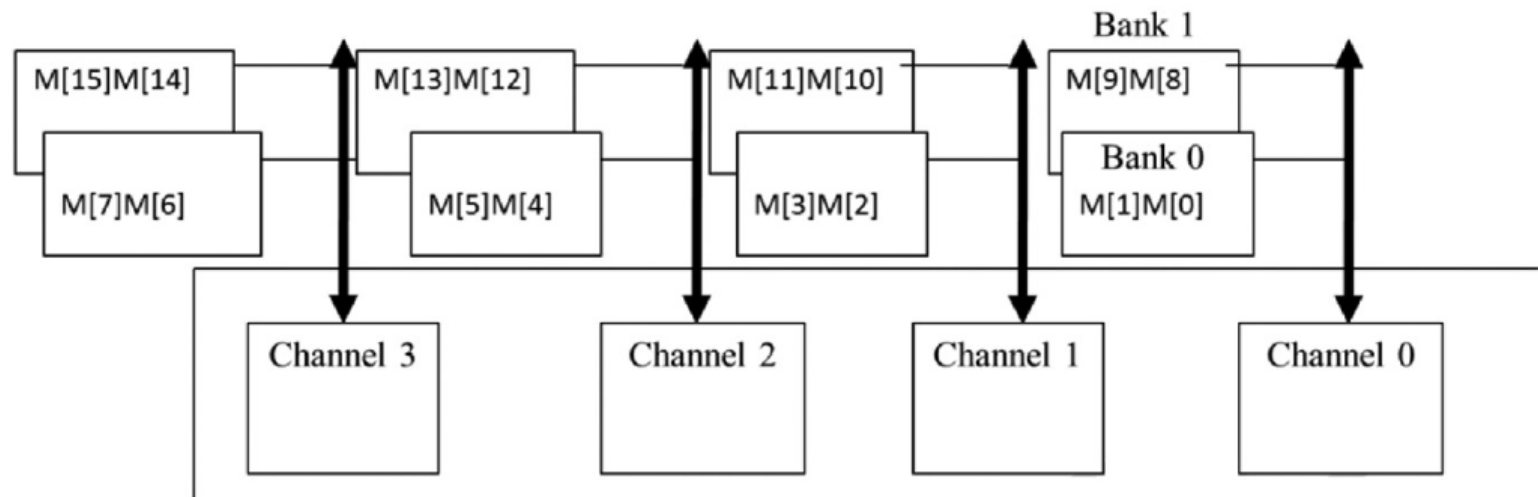 Bank 1
M[15]M[14]
M[13]M[12]
M[11]M[10]
M[9]M[8]
Bank 0
M[7]M[6]
M[5]M[4]
M[3]M[2]
M[1]M[0]
Channel 3
Channel 2
Channel 1
Channel 0